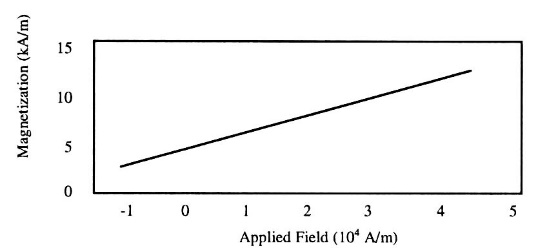 Magnetization (kA/m)
15
10
5
0
-1 0 1 2 3 4 5
Applied Field (10⁴ A/m)